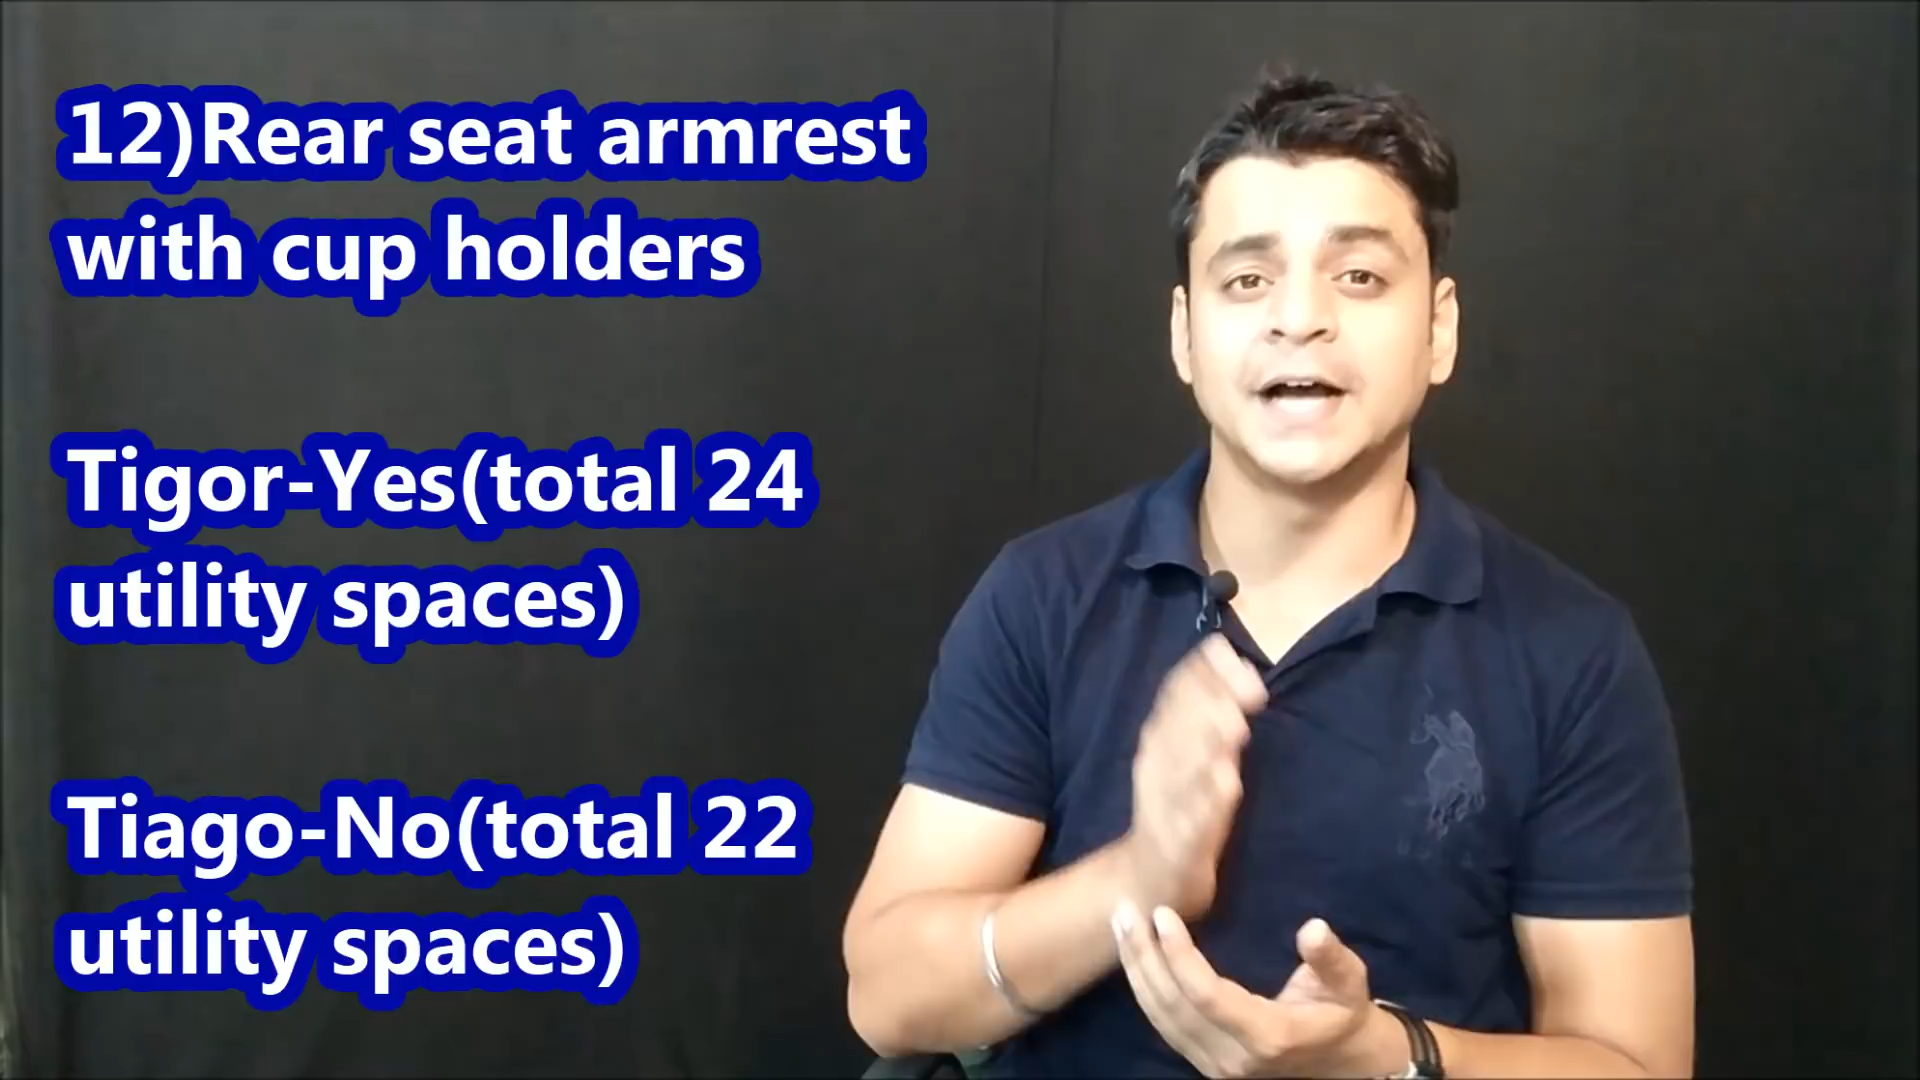 12)Rear seat armrest
with cup holders
Tigor-Yes(total 24
utility spaces)
Tiago-No(total 22
utility spaces)